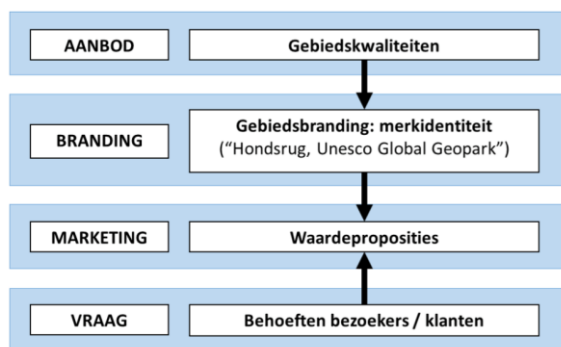 AANBOD
Gebiedskwaliteiten
BRANDING
Gebiedsbranding: merkidentiteit
(“Hondsrug, Unesco Global Geopark”)
MARKETING
Waardeproposities
VRAAG
Behoeften bezoekers / klanten